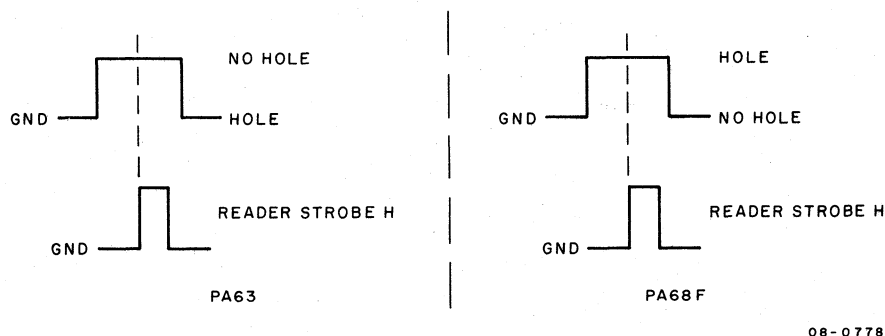 NO HOLE
GND
HOLE
READER STROBE H
GND
PA63
HOLE
GND
NO HOLE
READER STROBE H
GND
PA68F
08-0778